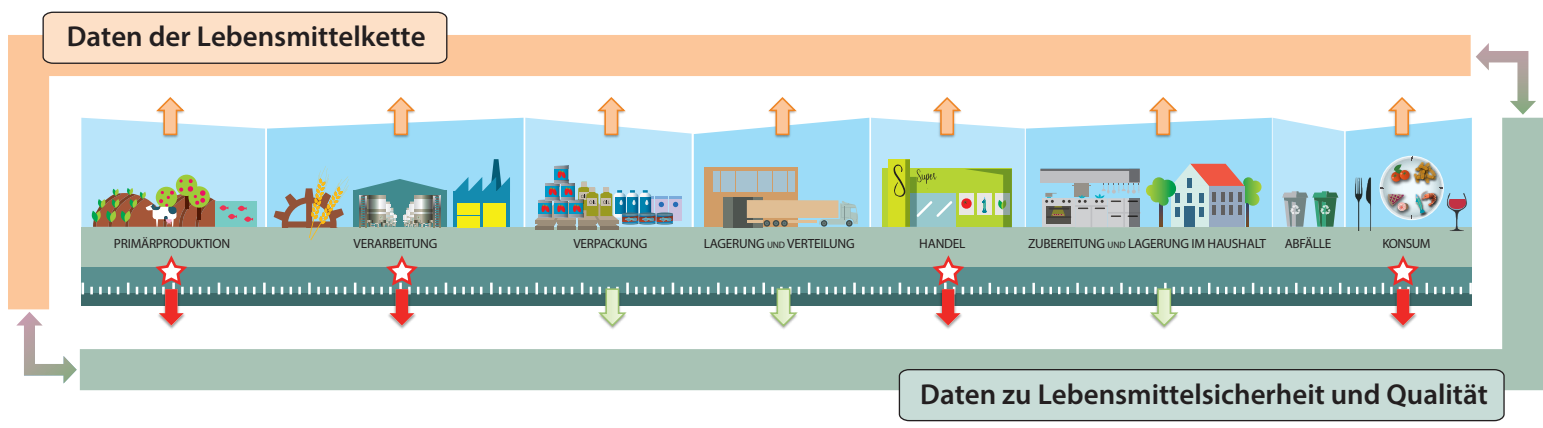 Daten der Lebensmittelkette
S Super
PRIMÄRPRODUKTION
VERARBEITUNG
VERPACKUNG
LAGERUNG UND VERTEILUNG
HANDEL
ZUBEREITUNG UND LAGERUNG IM HAUSHALT
ABFÄLLE
KONSUM
Daten zu Lebensmittelsicherheit und Qualität